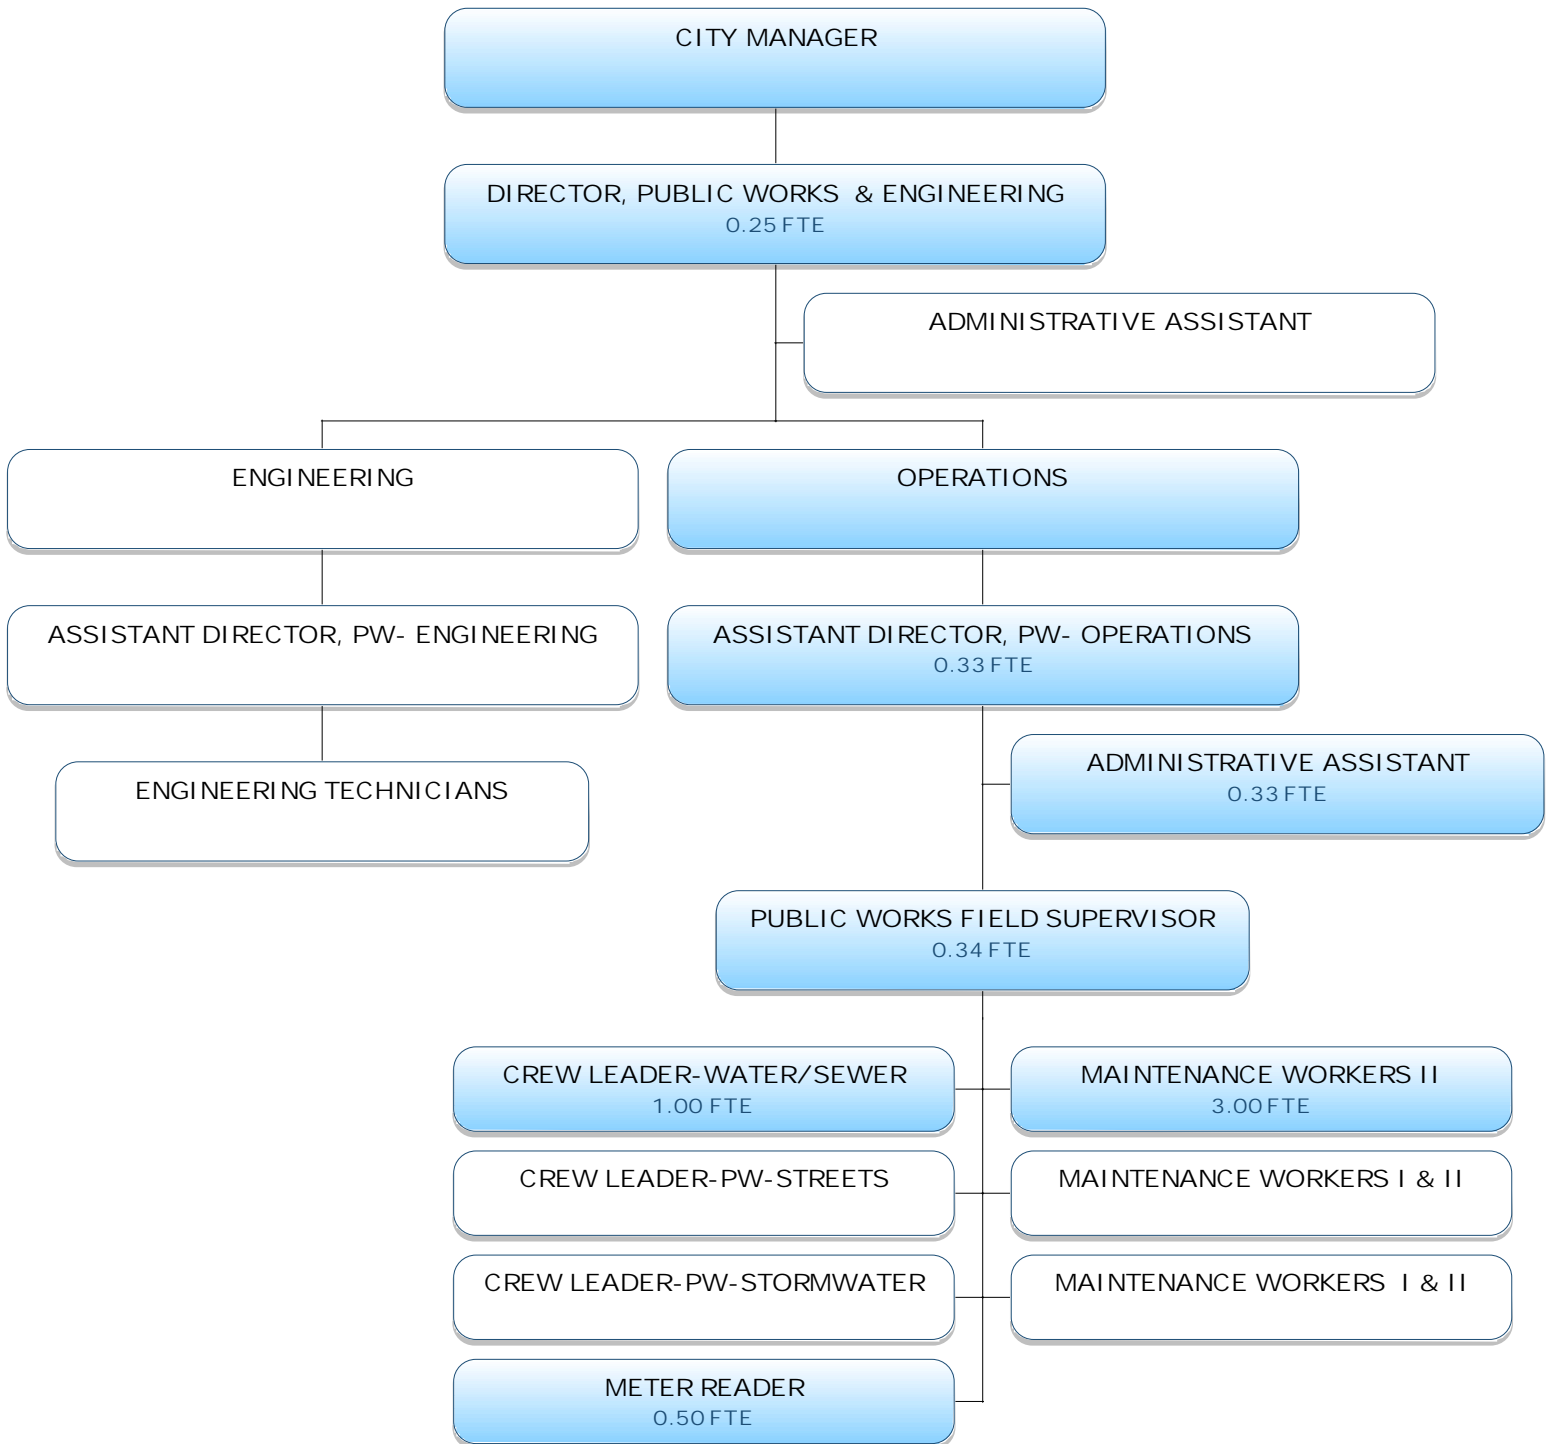 CITY MANAGER
DIRECTOR, PUBLIC WORKS & ENGINEERING
0.25 FTE
ADMINISTRATIVE ASSISTANT
ENGINEERING
OPERATIONS
ASSISTANT DIRECTOR, PW- ENGINEERING
ASSISTANT DIRECTOR, PW- OPERATIONS
0.33 FTE
ENGINEERING TECHNICIANS
ADMINISTRATIVE ASSISTANT
0.33 FTE
PUBLIC WORKS FIELD SUPERVISOR
0.34 FTE
CREW LEADER-WATER/SEWER
1.00 FTE
MAINTENANCE WORKERS II
3.00 FTE
CREW LEADER-PW-STREETS
MAINTENANCE WORKERS I & II
CREW LEADER-PW-STORMWATER
MAINTENANCE WORKERS I & II
METER READER
0.50 FTE